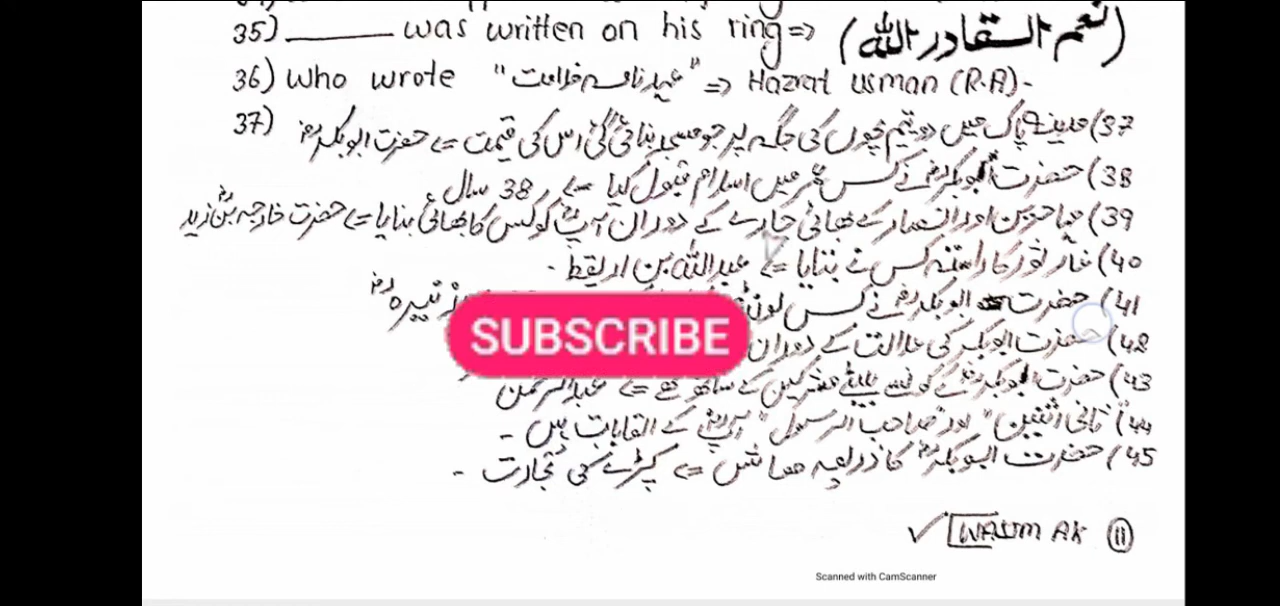 35) ______ was written on his ring => (نعم القادر الله)
36) Who wrote "عہد نامہ خلافت" => Hazrat usman (R.A)-
37) 37) مدینہ پاک میں دو یتیم بچوں کی جگہ پر جو مسجد بنائی گئی اس کی قیمت => حضرت ابوبکرؓ
38) حضرت ابوبکرؓ نے کس عمر میں اسلام قبول کیا => 38 سال
39) مہاجرین اور انصار کے بھائی چارے کے دوران آپؓ کو کس کا بھائی بنایا => حضرت خارجہ بن زید
40) غار ثور کا راستہ کس نے بتایا => عبداللہ بن اریقط -
41) حضرت ابوبکرؓ نے کس لونڈی
SUBSCRIBE
42) حضرت ابوبکر کی علالت کے دوران
43) حضرت ابوبکرؓ کے کونسے بیٹے مشرکین کے ساتھ تھے => عبدالرحمن
44) "ثانی اثنین" اور "صاحب الرسول" آپؓ کے القابات ہیں -
45) حضرت ابوبکرؓ کا ذریعہ معاش => کپڑے کی تجارت -
WASIM AK 11
Scanned with CamScanner